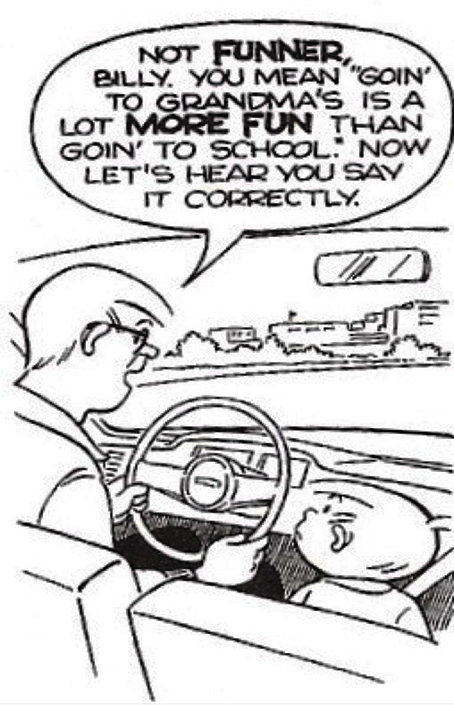 NOT FUNNER,
BILLY. YOU MEAN "GOIN'
TO GRANDMA'S IS A
LOT MORE FUN THAN
GOIN' TO SCHOOL." NOW
LET'S HEAR YOU SAY
IT CORRECTLY.